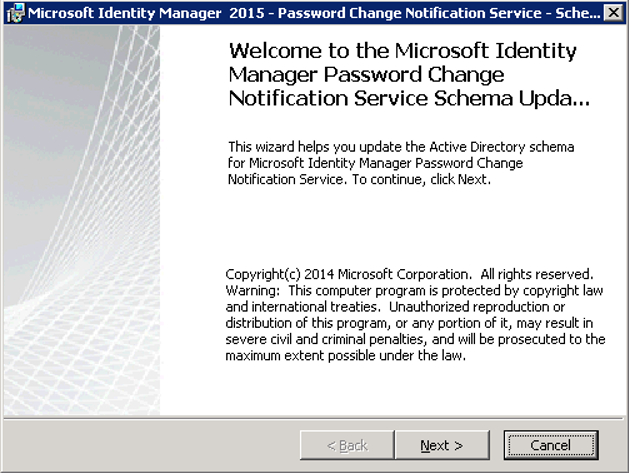 Microsoft Identity Manager  2015 - Password Change Notification Service - Sche...
Welcome to the Microsoft Identity
Manager Password Change
Notification Service Schema Upda...
This wizard helps you update the Active Directory schema
for Microsoft Identity Manager Password Change
Notification Service. To continue, click Next.
Copyright(c) 2014 Microsoft Corporation.  All rights reserved.
Warning:  This computer program is protected by copyright law
and international treaties.  Unauthorized reproduction or
distribution of this program, or any portion of it, may result in
severe civil and criminal penalties, and will be prosecuted to the
maximum extent possible under the law.
< Back
Next >
Cancel